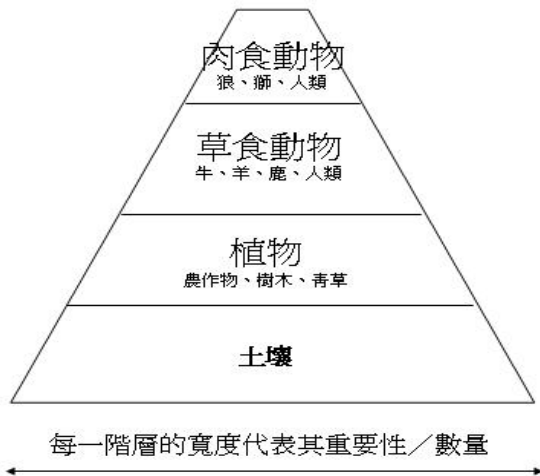 肉食動物
狼、獅、人類
草食動物
牛、羊、鹿、人類
植物
農作物、樹木、青草
土壤
每一階層的寬度代表其重要性／數量